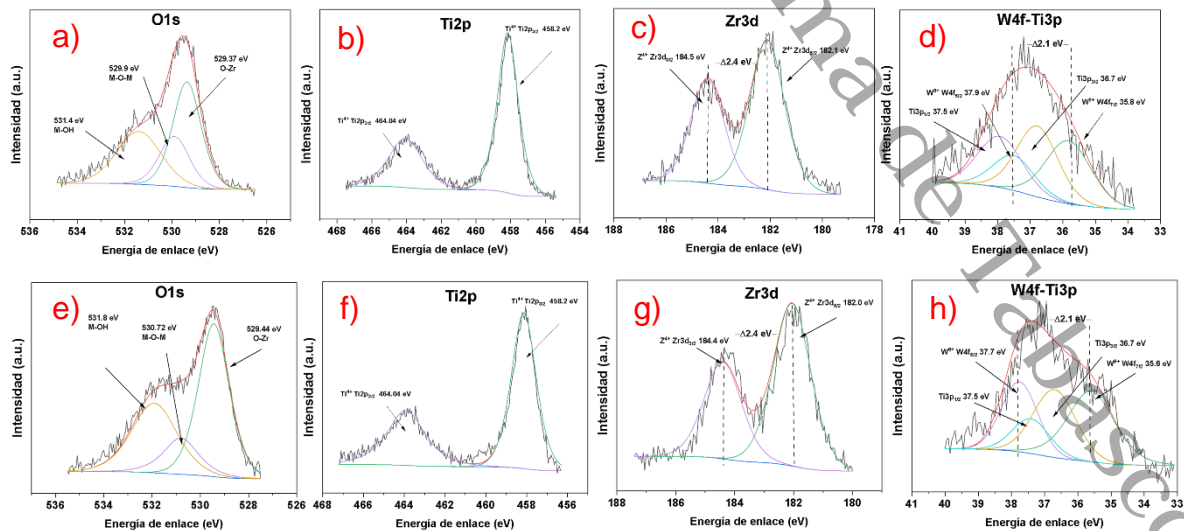 O1s
a)
529.9 eV
M-O-M
529.37 eV
O-Zr
531.4 eV
M-OH
Intensidad (a.u.)
536 534 532 530 528 526
Energía de enlace (eV)
Ti2p
b)
Ti⁴⁺ Ti2p₃/₂ 458.2 eV
Ti⁴⁺ Ti2p₃/₂ 464.04 eV
Intensidad (a.u.)
468 466 464 462 460 458 456 454
Energía de enlace (eV)
Zr3d
c)
Z⁴⁺ Zr3d₅/₂ 184.5 eV
Δ2.4 eV
Z⁴⁺ Zr3d₅/₂ 182.1 eV
Intensidad (a.u.)
188 186 184 182 180 178
Energía de enlace (eV)
W4f-Ti3p
d)
Δ2.1 eV
Ti3p₃/₂ 36.7 eV
W⁶⁺ W4f₅/₂ 37.9 eV
W⁶⁺ W4f₇/₂ 35.8 eV
Ti3p₁/₂ 37.5 eV
Intensidad (a.u.)
40 39 38 37 36 35 34 33
Energía de enlace (eV)
O1s
e)
531.8 eV
M-OH
530.72 eV
M-O-M
529.44 eV
O-Zr
Intensidad (a.u.)
536 534 532 530 528
Energía de enlace (eV)
Ti2p
f)
Ti⁴⁺ Ti2p₃/₂ 458.2 eV
Ti⁴⁺ Ti2p₃/₂ 464.04 eV
Intensidad (a.u.)
468 466 464 462 460 458 456
Energía de enlace (eV)
Zr3d
g)
Z⁴⁺ Zr3d₃/₂ 184.4 eV
Δ2.4 eV
Z⁴⁺ Zr3d₅/₂ 182.0 eV
Intensidad (a.u.)
188 186 184 182 180
Energía de enlace (eV)
W4f-Ti3p
h)
Δ2.1 eV
Ti3p₃/₂ 36.7 eV
W⁶⁺ W4f₅/₂ 37.7 eV
W⁶⁺ W4f₇/₂ 35.6 eV
Ti3p₁/₂ 37.5 eV
Intensidad (a.u.)
40 39 38 37 36 35 34 33
Energía de enlace (eV)
de Tabasco